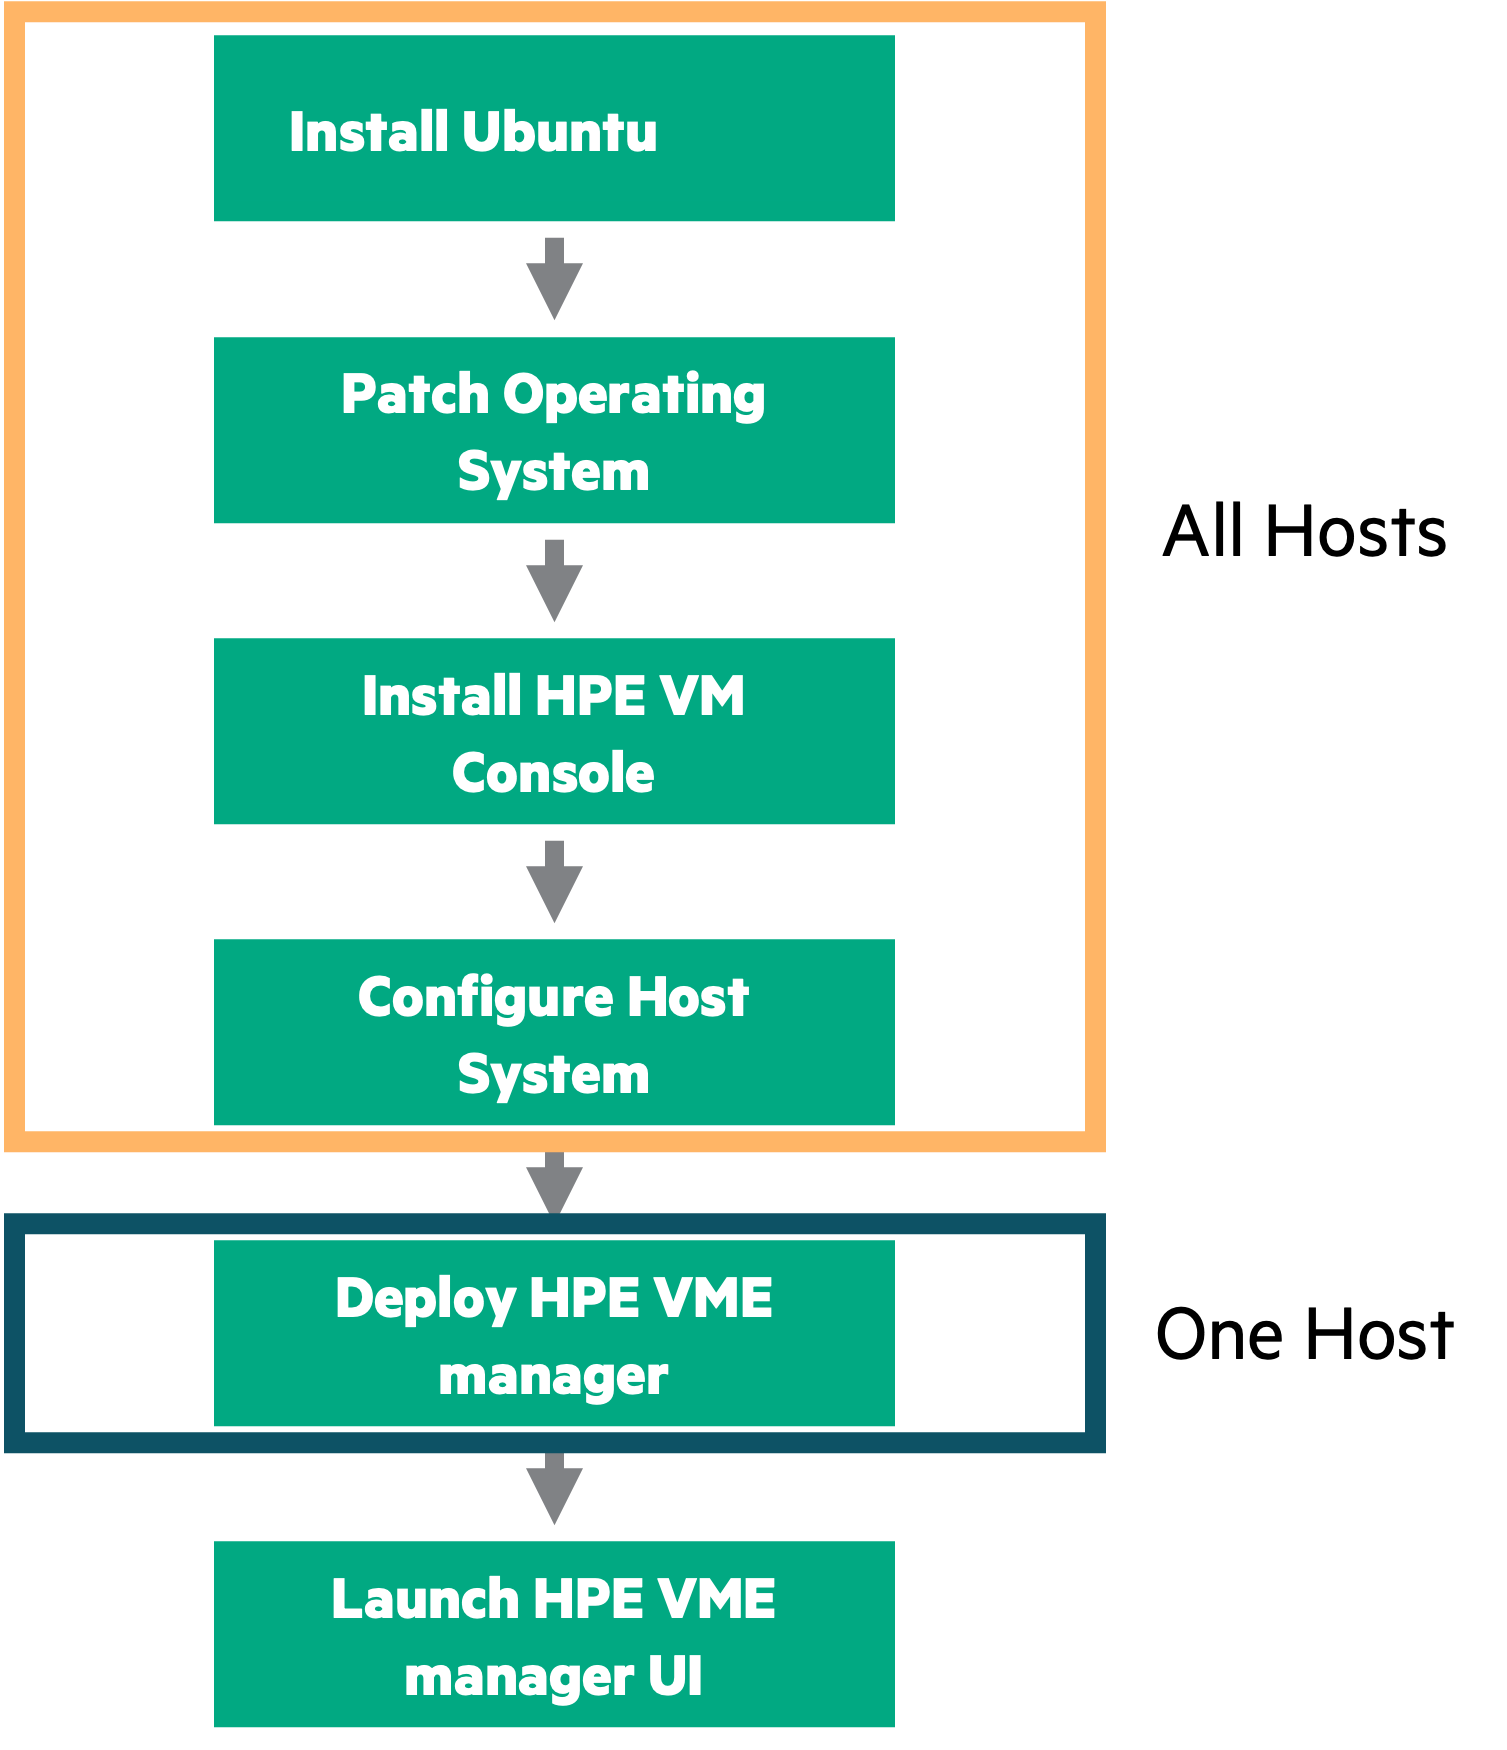 Install Ubuntu
Patch Operating
System
All Hosts
Install HPE VM
Console
Configure Host
System
Deploy HPE VME
manager
One Host
Launch HPE VME
manager UI